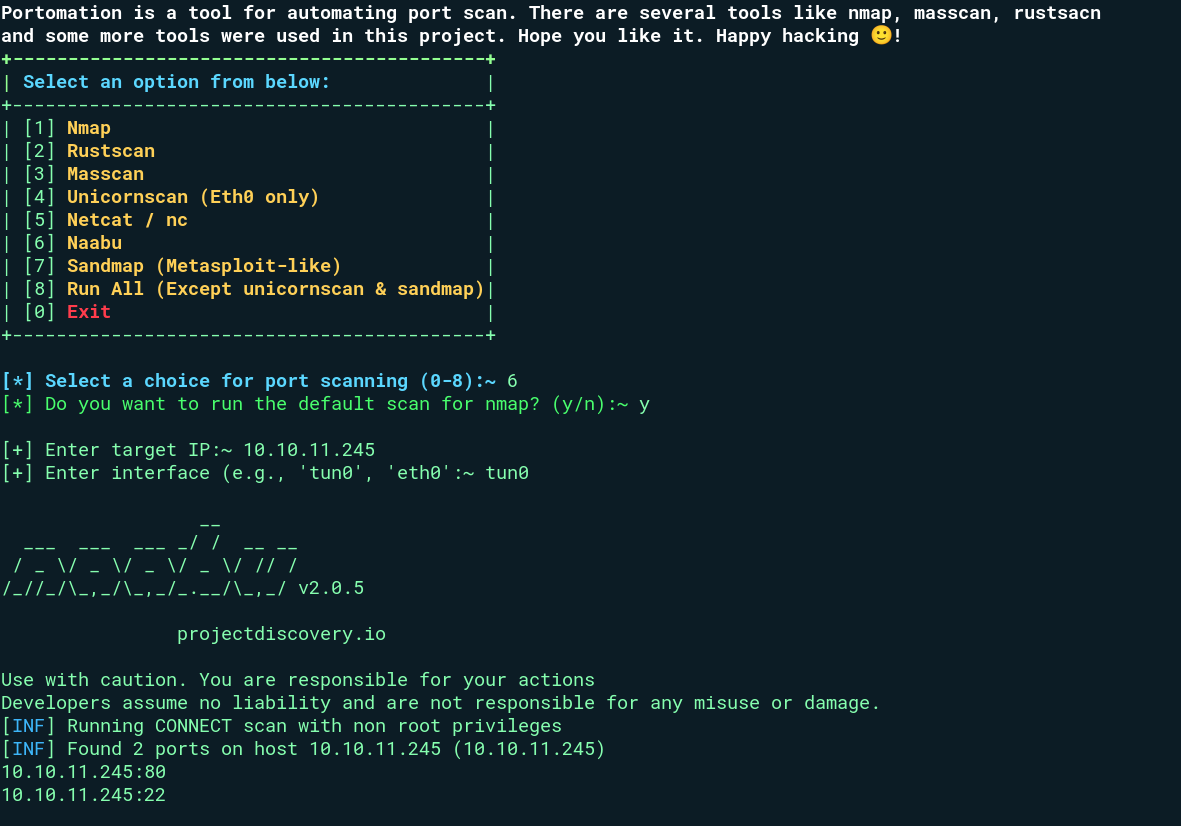 Portomation is a tool for automating port scan. There are several tools like nmap, masscan, rustsacn
and some more tools were used in this project. Hope you like it. Happy hacking 🙂!
+-------------------------------------------+
| Select an option from below:              |
+-------------------------------------------+
| [1] Nmap                                  |
| [2] Rustscan                              |
| [3] Masscan                               |
| [4] Unicornscan (Eth0 only)               |
| [5] Netcat / nc                           |
| [6] Naabu                                 |
| [7] Sandmap (Metasploit-like)             |
| [8] Run All (Except unicornscan & sandmap)|
| [0] Exit                                  |
+-------------------------------------------+
[*] Select a choice for port scanning (0-8):~ 6
[*] Do you want to run the default scan for nmap? (y/n):~ y
[+] Enter target IP:~ 10.10.11.245
[+] Enter interface (e.g., 'tun0', 'eth0':~ tun0
                  __
  ___  ___  ___ _/ /  __ __
 / _ \/ _ \/ _ \/ _ \/ // /
/_//_/\_,_/\_,_/_.__/\_,_/ v2.0.5
projectdiscovery.io
Use with caution. You are responsible for your actions
Developers assume no liability and are not responsible for any misuse or damage.
[INF] Running CONNECT scan with non root privileges
[INF] Found 2 ports on host 10.10.11.245 (10.10.11.245)
10.10.11.245:80
10.10.11.245:22